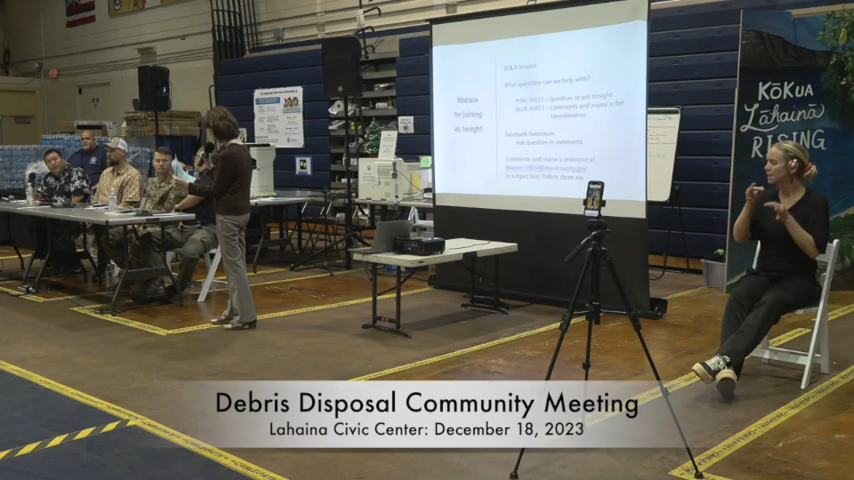 Q & A session
What questions can we help with?
Mahalo
for joining
us tonight
PINK SHEET – Question to ask tonight
BLUE SHEET – Comments and mana'o for
consideration
Facebook livestream
Ask question in comments
Comments and mana'o welcome at
In subject line: Debris clean up
KŌKUA
Lāhainā
RISING
Debris Disposal Community Meeting
Lahaina Civic Center: December 18, 2023